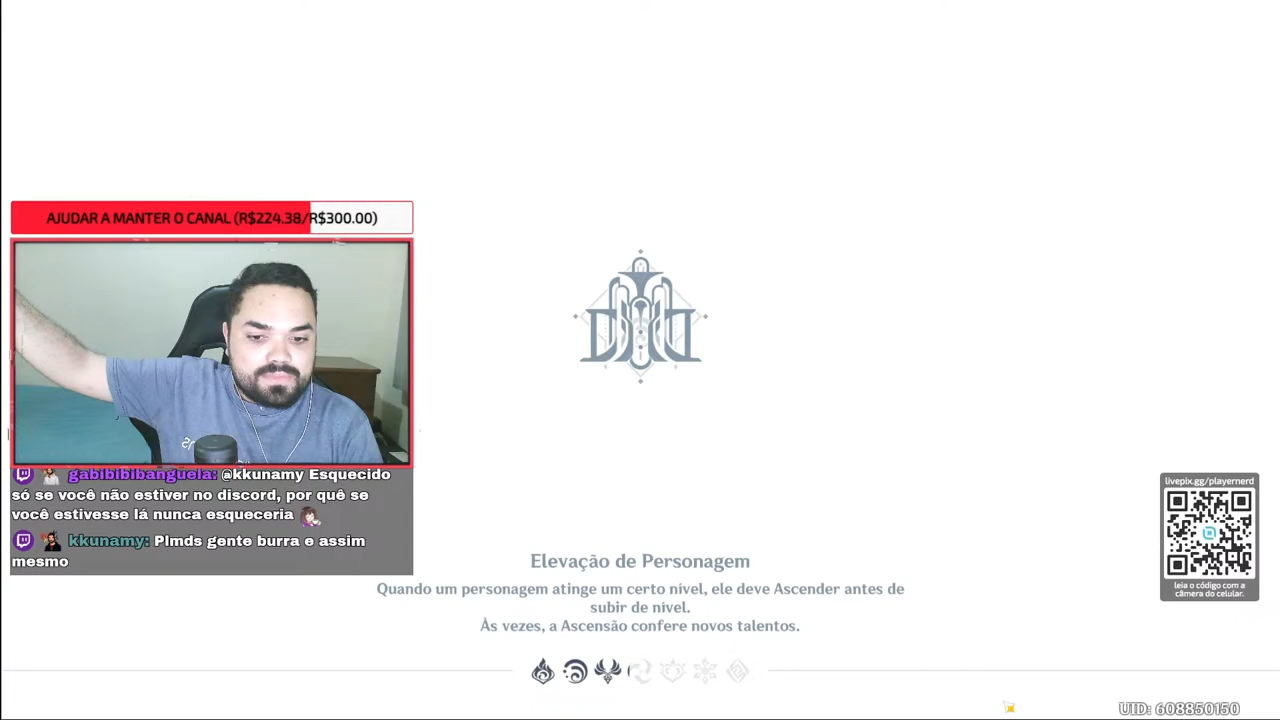 AJUDAR A MANTER O CANAL (R$224.38/R$300.00)
gabibibibanguela: @kkunamy Esquecido
só se você não estiver no discord, por quê se
você estivesse lá nunca esqueceria
kkunamy: Plmds gente burra e assim
mesmo
livepix.gg/playernerd
leia o código com a
câmera do celular.
Elevação de Personagem
Quando um personagem atinge um certo nível, ele deve Ascender antes de
subir de nível.
Às vezes, a Ascensão confere novos talentos.
UID: 608850150